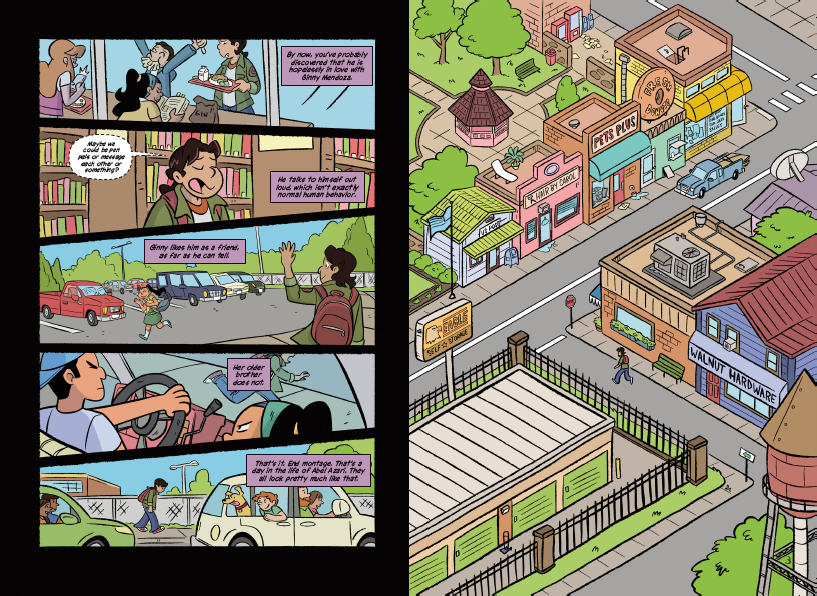 By now, you've probably
discovered that he is
hopelessly in love with
Ginny Mendoza.
Maybe we
could be pen
pals or message
each other or
something?
He talks to himself out
loud, which isn't exactly
normal human behavior.
Ginny likes him as a friend,
as far as he can tell.
Her older
brother
does not.
That's it. End montage. That's a
day in the life of Abel Azari. They
all look pretty much like that.
FRESH
DONUTS
PETS PLUS
EAGLE
SELF STORAGE
WALNUT HARDWARE